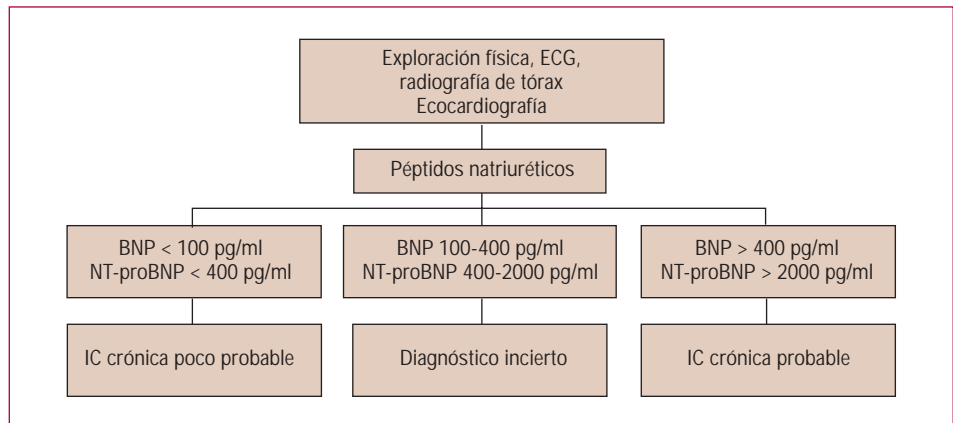 Exploración física, ECG,
radiografía de tórax
Ecocardiografía
Péptidos natriuréticos
BNP < 100 pg/ml
NT-proBNP < 400 pg/ml
BNP 100-400 pg/ml
NT-proBNP 400-2000 pg/ml
BNP > 400 pg/ml
NT-proBNP > 2000 pg/ml
IC crónica poco probable
Diagnóstico incierto
IC crónica probable